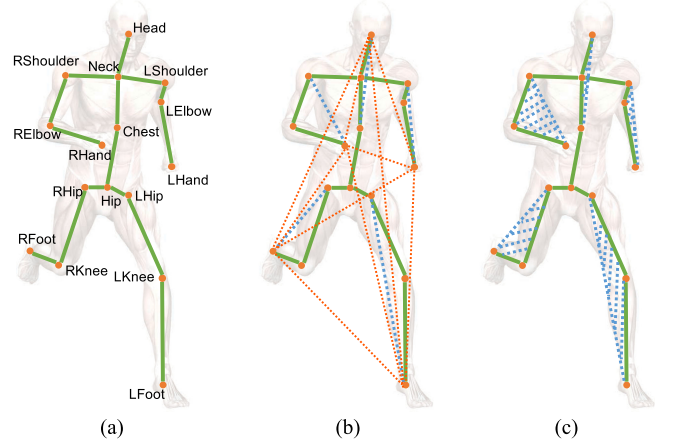 Head
RShoulder
Neck
LShoulder
LElbow
RElbow
Chest
RHand
LHand
RHip
Hip
LHip
RFoot
RKnee
LKnee
LFoot
(a)
(b)
(c)